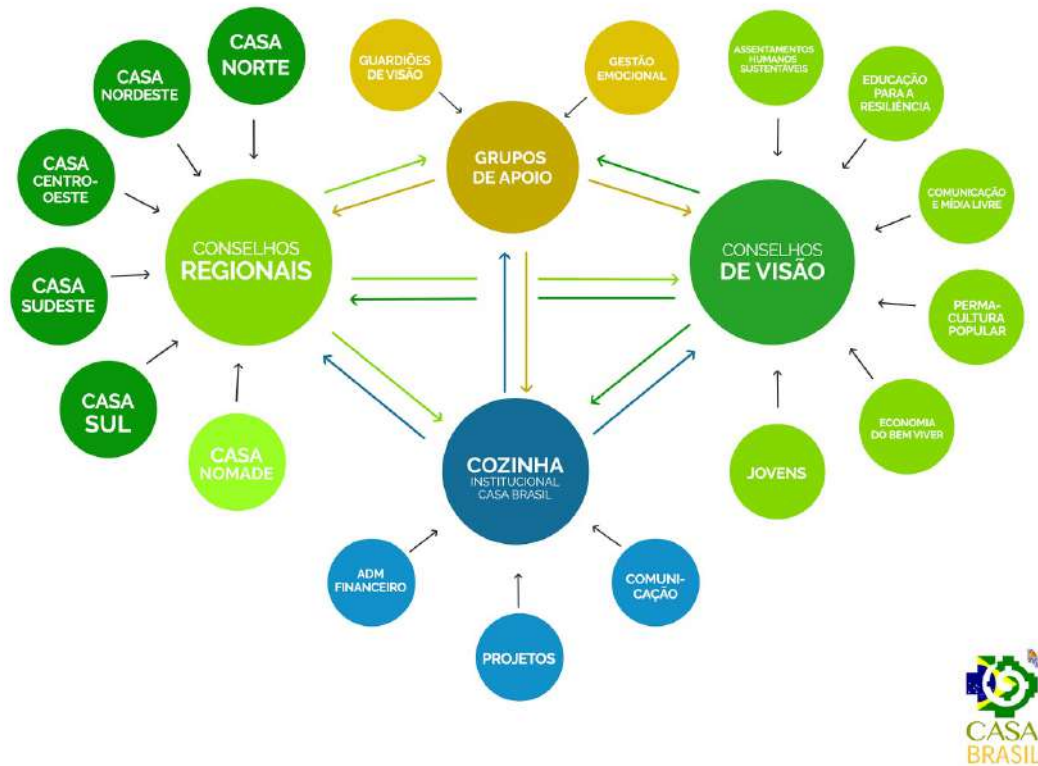 CASA
NORTE
CASA
NORDESTE
CASA
CENTRO-
OESTE
CASA
SUDESTE
CASA
SUL
CASA
NOMADE
CONSELHOS
REGIONAIS
GUARDIÕES
DE VISÃO
GESTÃO
EMOCIONAL
GRUPOS
DE APOIO
COZINHA
INSTITUCIONAL
CASA BRASIL
ADM
FINANCEIRO
PROJETOS
COMUNI-
CAÇÃO
CONSELHOS
DE VISÃO
ASSENTAMENTOS
HUMANOS
SUSTENTÁVEIS
EDUCAÇÃO
PARA A
RESILIÊNCIA
COMUNICAÇÃO
E MÍDIA LIVRE
PERMA-
CULTURA
POPULAR
ECONOMIA
DO BEM VIVER
JOVENS
CASA
BRASIL